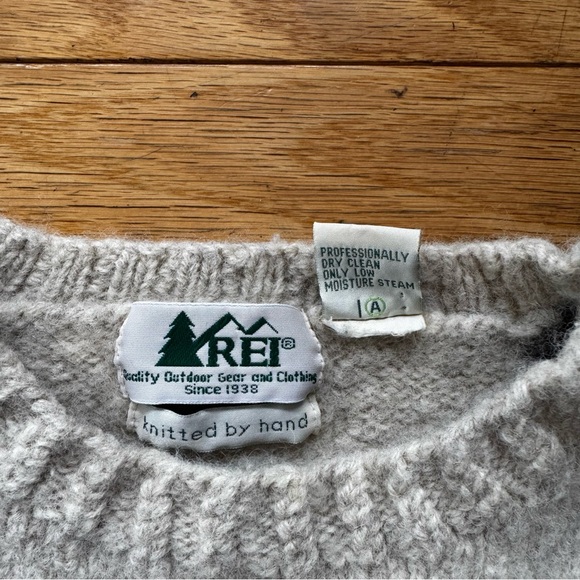 PROFESSIONALLY
DRY CLEAN
ONLY LOW
MOISTURE STEAM
A
REI®
Quality Outdoor Gear and Clothing
Since 1938
knitted by hand